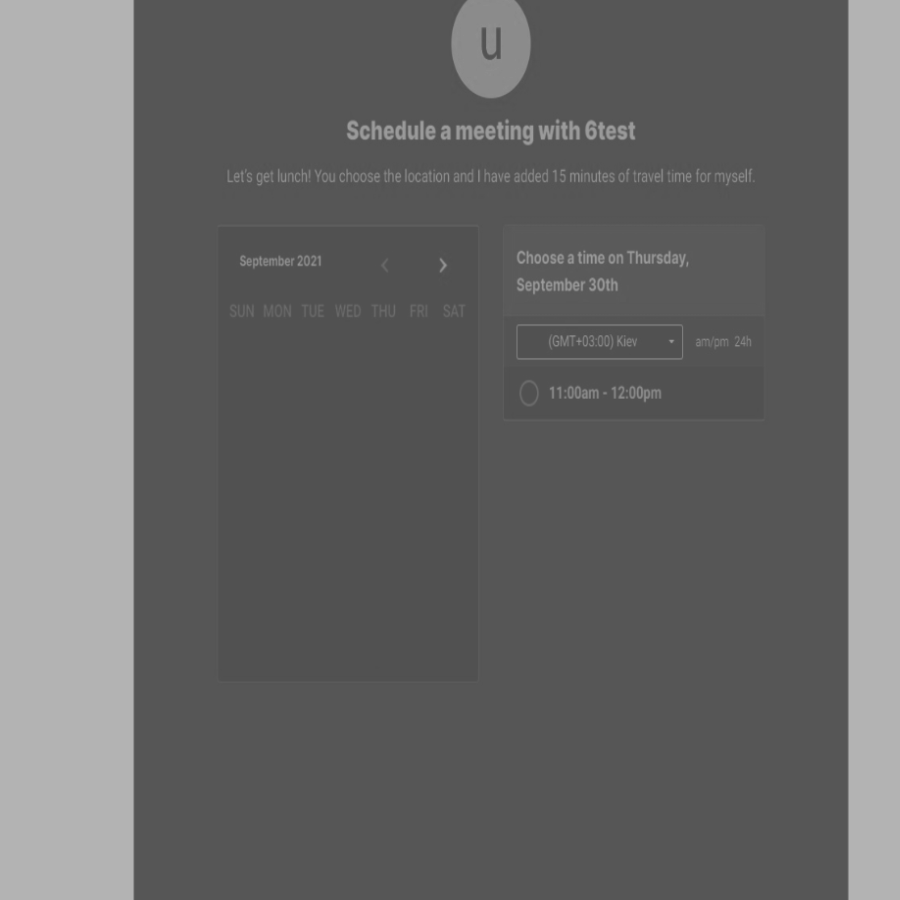 u
Schedule a meeting with 6test
Let's get lunch! You choose the location and I have added 15 minutes of travel time for myself.
September 2021
SUN MON TUE WED THU FRI SAT
Choose a time on Thursday,
September 30th
(GMT+03:00) Kiev
am/pm 24h
11:00am - 12:00pm